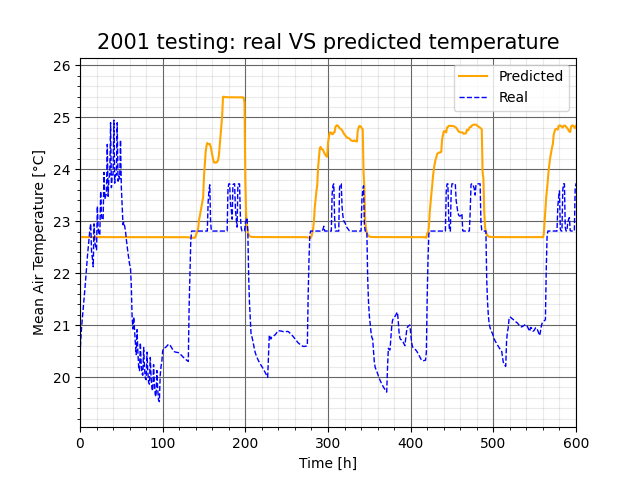 2001 testing: real VS predicted temperature
26
25
24
23
22
21
20
Mean Air Temperature [°C]
Predicted
Real
0 100 200 300 400 500 600
Time [h]